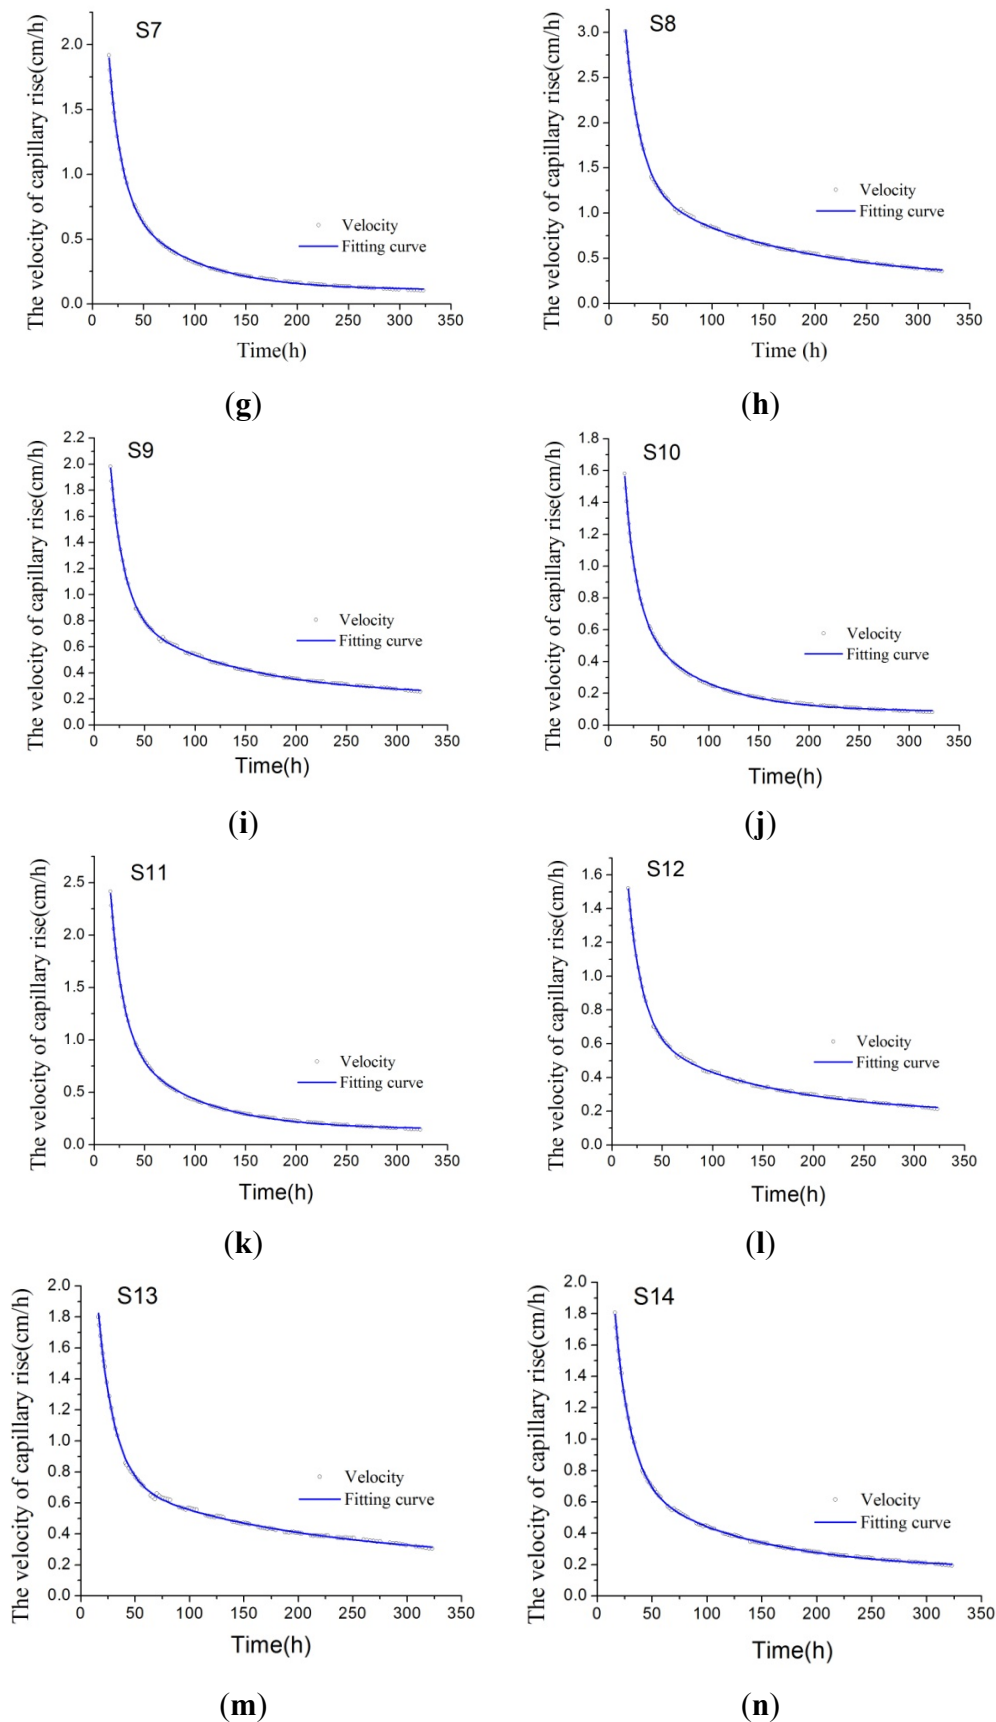 S7
The velocity of capillary rise(cm/h)
2.0
1.5
1.0
0.5
0.0
Velocity
Fitting curve
0 50 100 150 200 250 300 350
Time(h)
(g)
S8
The velocity of capillary rise(cm/h)
3.0
2.5
2.0
1.5
1.0
0.5
0.0
Velocity
Fitting curve
0 50 100 150 200 250 300 350
Time (h)
(h)
S9
The velocity of capillary rise(cm/h)
2.2
2.0
1.8
1.6
1.4
1.2
1.0
0.8
0.6
0.4
0.2
0.0
Velocity
Fitting curve
0 50 100 150 200 250 300 350
Time(h)
(i)
S10
The velocity of capillary rise(cm/h)
1.8
1.6
1.4
1.2
1.0
0.8
0.6
0.4
0.2
0.0
Velocity
Fitting curve
0 50 100 150 200 250 300 350
Time(h)
(j)
S11
The velocity of capillary rise(cm/h)
2.5
2.0
1.5
1.0
0.5
0.0
Velocity
Fitting curve
0 50 100 150 200 250 300 350
Time(h)
(k)
S12
The velocity of capillary rise(cm/h)
1.6
1.4
1.2
1.0
0.8
0.6
0.4
0.2
0.0
Velocity
Fitting curve
0 50 100 150 200 250 300 350
Time(h)
(l)
S13
The velocity of capillary rise(cm/h)
2.0
1.8
1.6
1.4
1.2
1.0
0.8
0.6
0.4
0.2
0.0
Velocity
Fitting curve
0 50 100 150 200 250 300 350
Time(h)
(m)
S14
The velocity of capillary rise(cm/h)
2.0
1.8
1.6
1.4
1.2
1.0
0.8
0.6
0.4
0.2
0.0
Velocity
Fitting curve
0 50 100 150 200 250 300 350
Time(h)
(n)